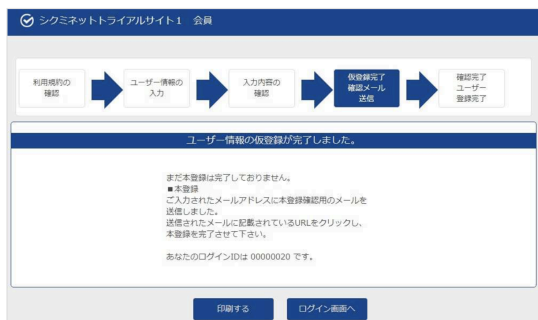 シクミネットトライアルサイト1 会員
利用規約の
確認
ユーザー情報の
入力
入力内容の
確認
仮登録完了
確認メール
送信
確認完了
ユーザー
登録完了
ユーザー情報の仮登録が完了しました。
まだ本登録は完了しておりません。
■本登録
ご入力されたメールアドレスに本登録確認用のメールを
送信しました。
送信されたメールに記載されているURLをクリックし、
本登録を完了させて下さい。
あなたのログインIDは 00000020 です。
印刷する
ログイン画面へ